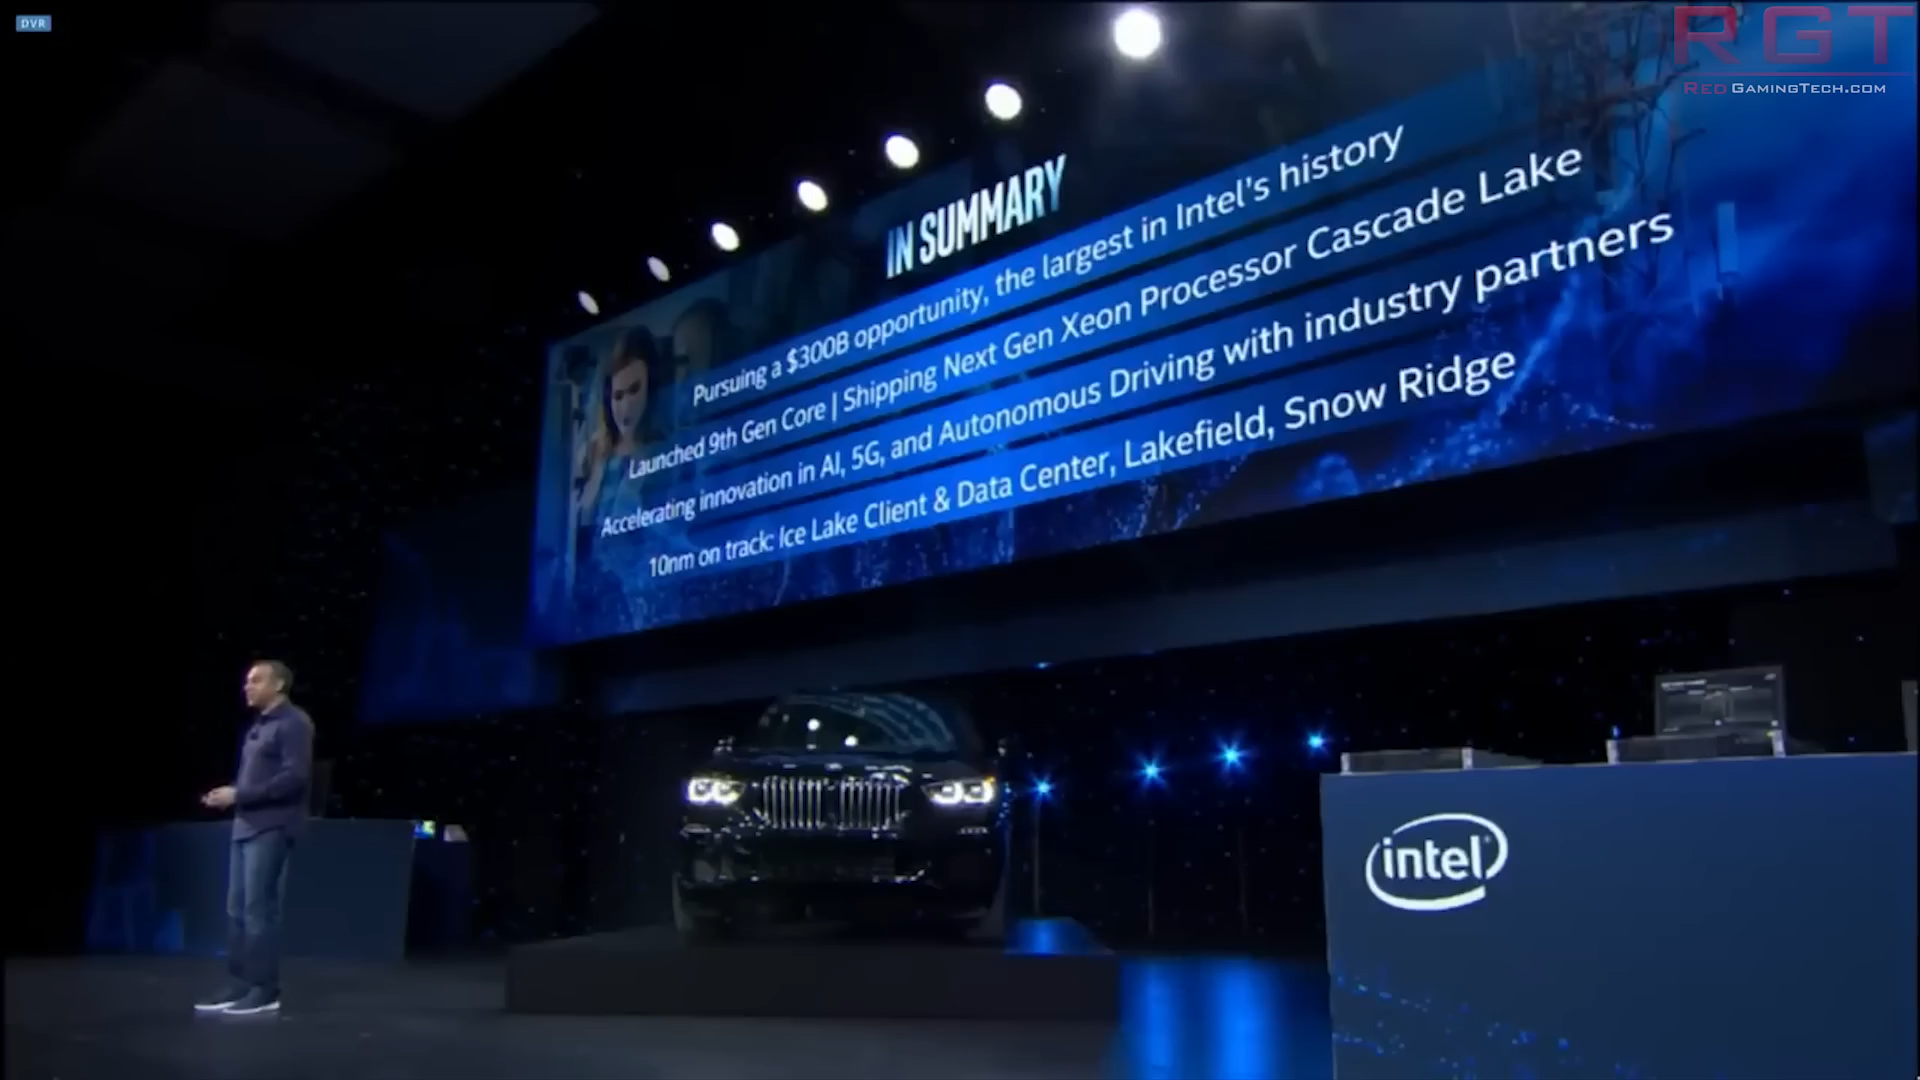 DVR
RGT
RedGamingTech.com
IN SUMMARY
Pursuing a $300B opportunity, the largest in Intel's history
Launched 9th Gen Core | Shipping Next Gen Xeon Processor Cascade Lake
Accelerating innovation in AI, 5G, and Autonomous Driving with industry partners
10nm on track: Ice Lake Client & Data Center, Lakefield, Snow Ridge
intel